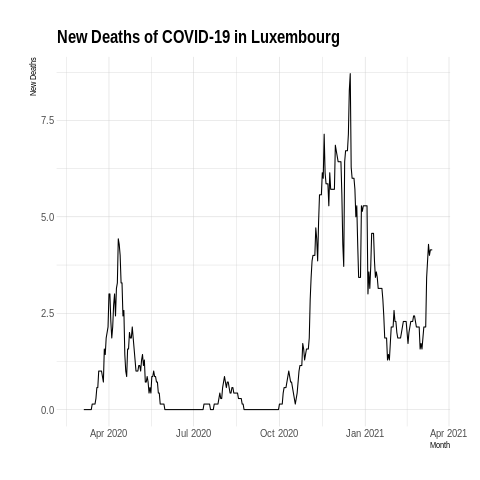 New Deaths of COVID-19 in Luxembourg
New Deaths
7.5
5.0
2.5
0.0
Apr 2020 Jul 2020 Oct 2020 Jan 2021 Apr 2021
Month